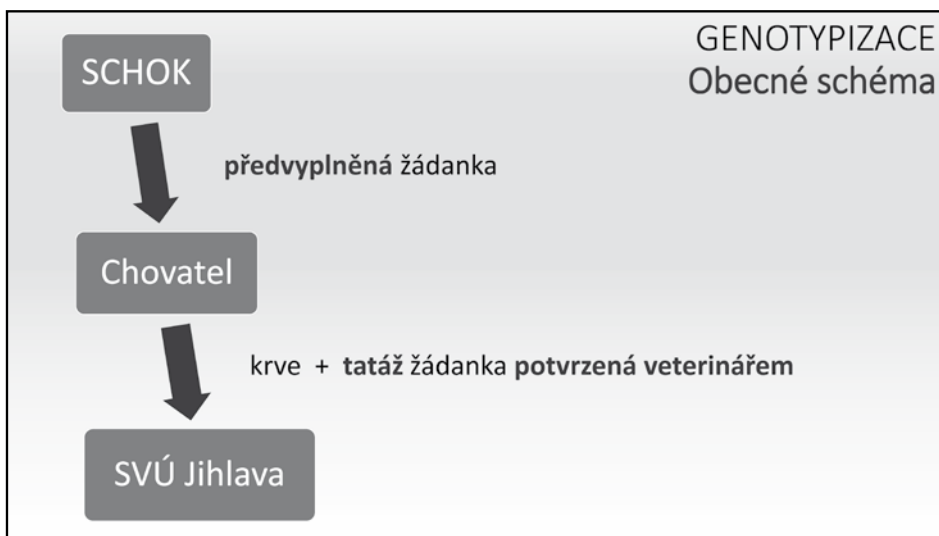 GENOTYPIZACE
Obecné schéma
SCHOK
předvyplněná žádanka
Chovatel
krve + tatáž žádanka potvrzená veterinářem
SVÚ Jihlava